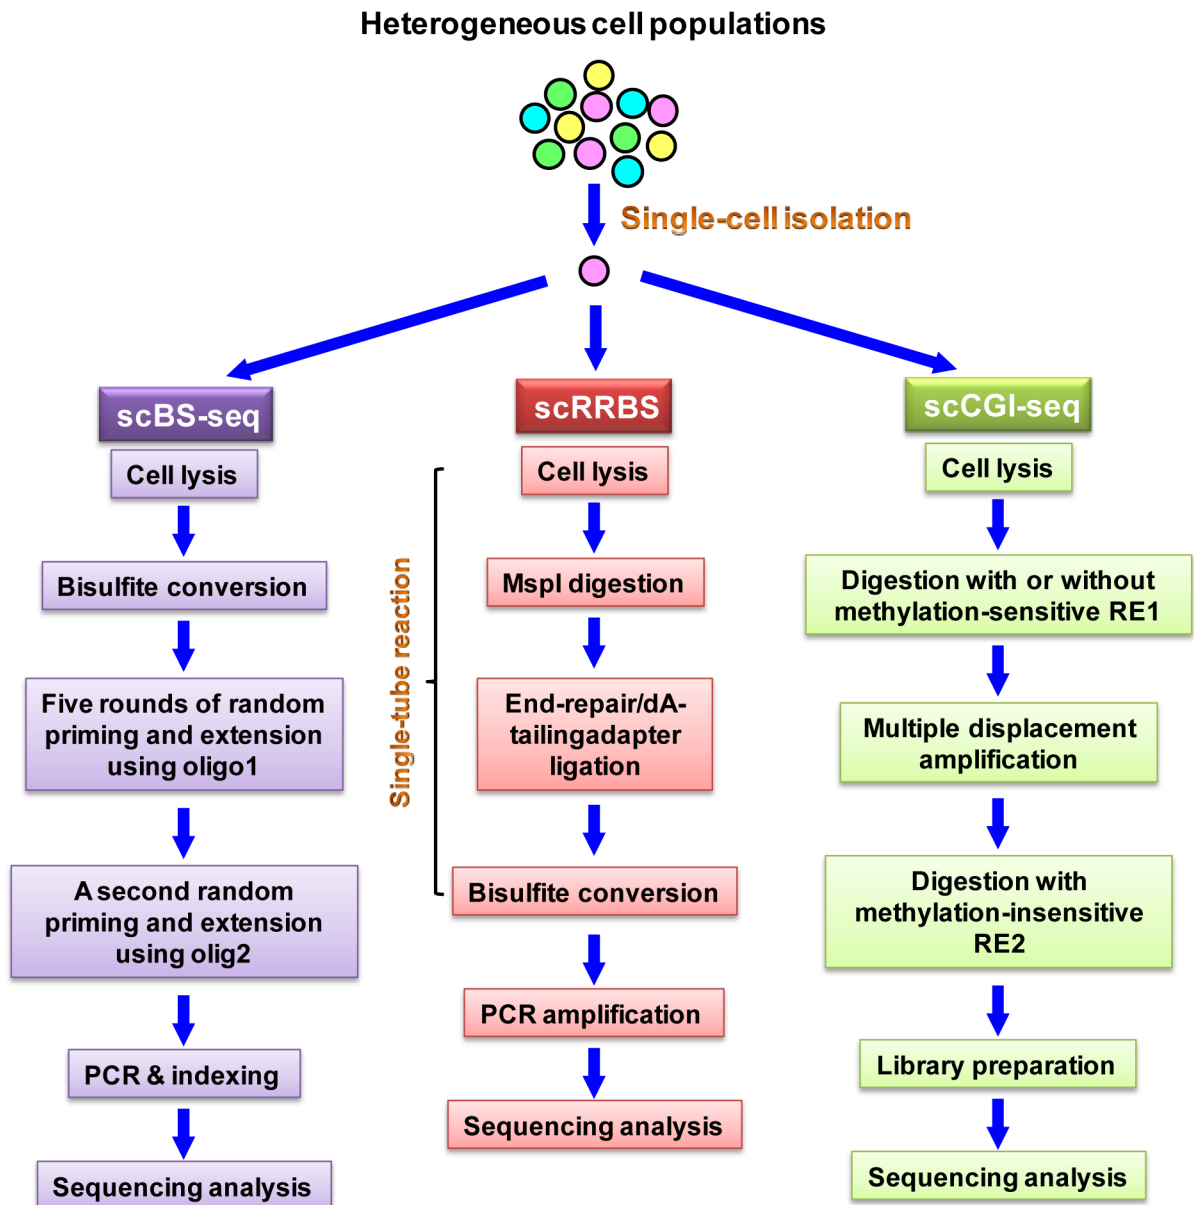 Heterogeneous cell populations
Single-cell isolation
scBS-seq
Cell lysis
Bisulfite conversion
Five rounds of random
priming and extension
using oligo1
A second random
priming and extension
using olig2
PCR & indexing
Sequencing analysis
Single-tube reaction
scRRBS
Cell lysis
MspI digestion
End-repair/dA-
tailingadapter
ligation
Bisulfite conversion
PCR amplification
Sequencing analysis
scCGI-seq
Cell lysis
Digestion with or without
methylation-sensitive RE1
Multiple displacement
amplification
Digestion with
methylation-insensitive
RE2
Library preparation
Sequencing analysis